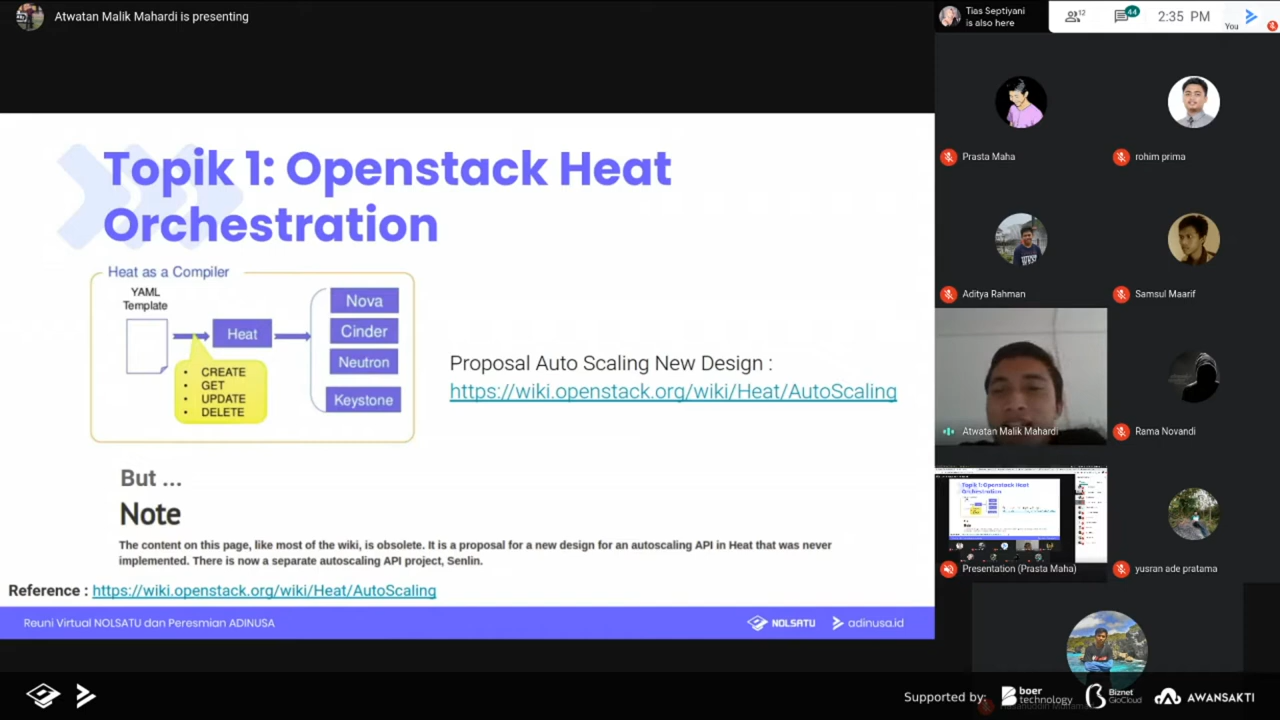 Atwatan Malik Mahardi is presenting
Tias Septiyani
is also here
12
44
2:35 PM
You
Topik 1: Openstack Heat
Orchestration
Heat as a Compiler
YAML
Template
Heat
• CREATE
• GET
• UPDATE
• DELETE
Nova
Cinder
Neutron
Keystone
Proposal Auto Scaling New Design :
https://wiki.openstack.org/wiki/Heat/AutoScaling
But ...
Note
The content on this page, like most of the wiki, is obsolete. It is a proposal for a new design for an autoscaling API in Heat that was never
implemented. There is now a separate autoscaling API project, Senlin.
Reference : https://wiki.openstack.org/wiki/Heat/AutoScaling
Reuni Virtual NOLSATU dan Peresmian ADINUSA
NOLSATU
adinusa.id
Prasta Maha
rohim prima
Aditya Rahman
Samsul Maarif
Atwatan Malik Mahardi
Rama Novandi
Topik 1: Openstack Heat
Orchestration
Presentation (Prasta Maha)
yusran ade pratama
Supported by:
boer
technology
Biznet
GioCloud
AWANSAKTI